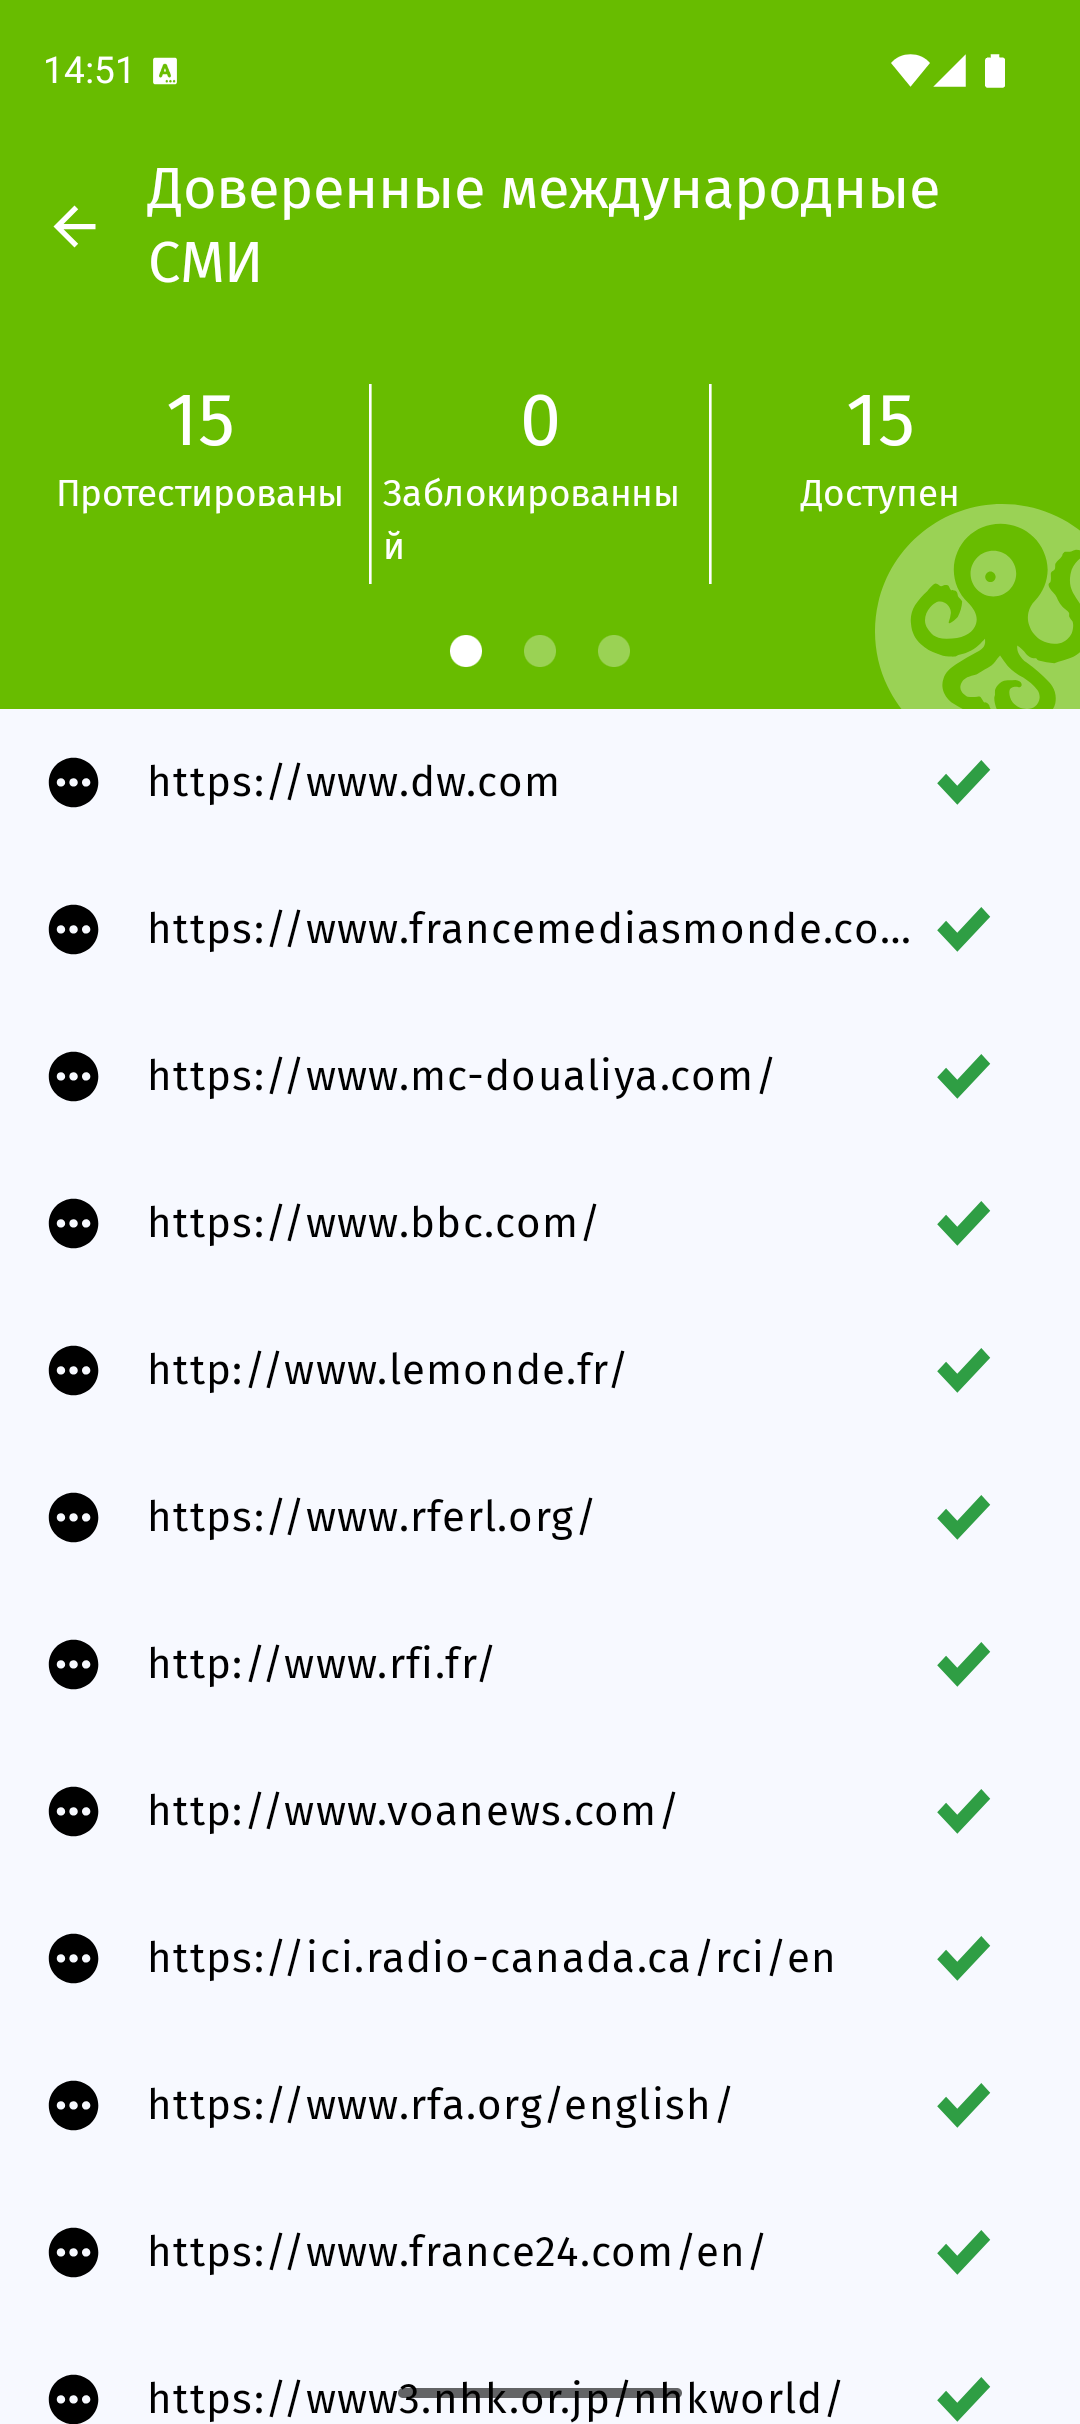 14:51
Доверенные международные
СМИ
15
Протестированы
0
Заблокированны
й
15
Доступен
https://www.dw.com
https://www.francemediasmonde.co...
https://www.mc-doualiya.com/
https://www.bbc.com/
http://www.lemonde.fr/
https://www.rferl.org/
http://www.rfi.fr/
http://www.voanews.com/
https://ici.radio-canada.ca/rci/en
https://www.rfa.org/english/
https://www.france24.com/en/
https://www3.nhk.or.jp/nhkworld/